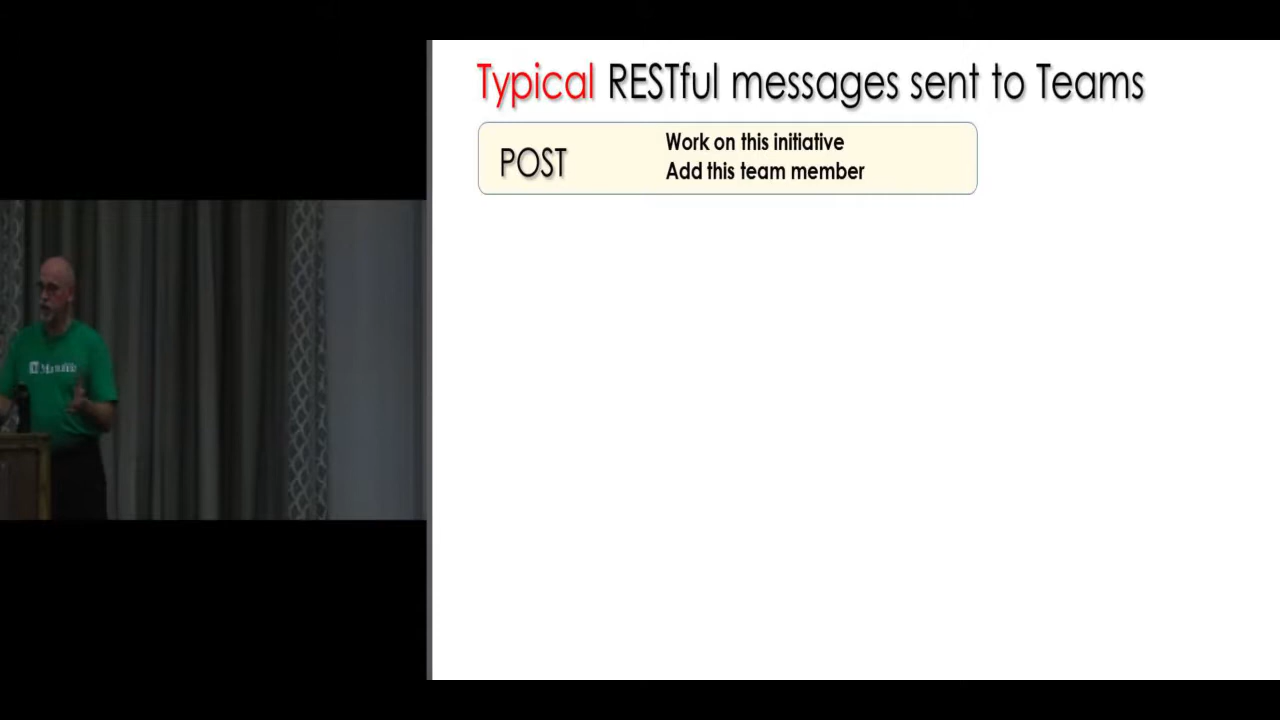 Typical RESTful messages sent to Teams
POST
Work on this initiative
Add this team member